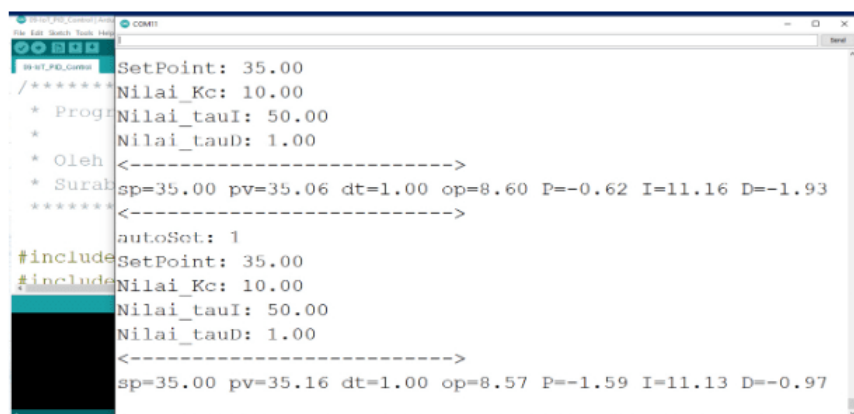 COM11
Send
File Edit Sketch Tools Help
09-IoT_PID_Control
/*******
* Progr
*
* Oleh
* Surab
*******
#include
#include
SetPoint: 35.00
Nilai_Kc: 10.00
Nilai_tauI: 50.00
Nilai_tauD: 1.00
<--------------------------->
sp=35.00 pv=35.06 dt=1.00 op=8.60 P=-0.62 I=11.16 D=-1.93
<--------------------------->
autoSet: 1
SetPoint: 35.00
Nilai_Kc: 10.00
Nilai_tauI: 50.00
Nilai_tauD: 1.00
<--------------------------->
sp=35.00 pv=35.16 dt=1.00 op=8.57 P=-1.59 I=11.13 D=-0.97